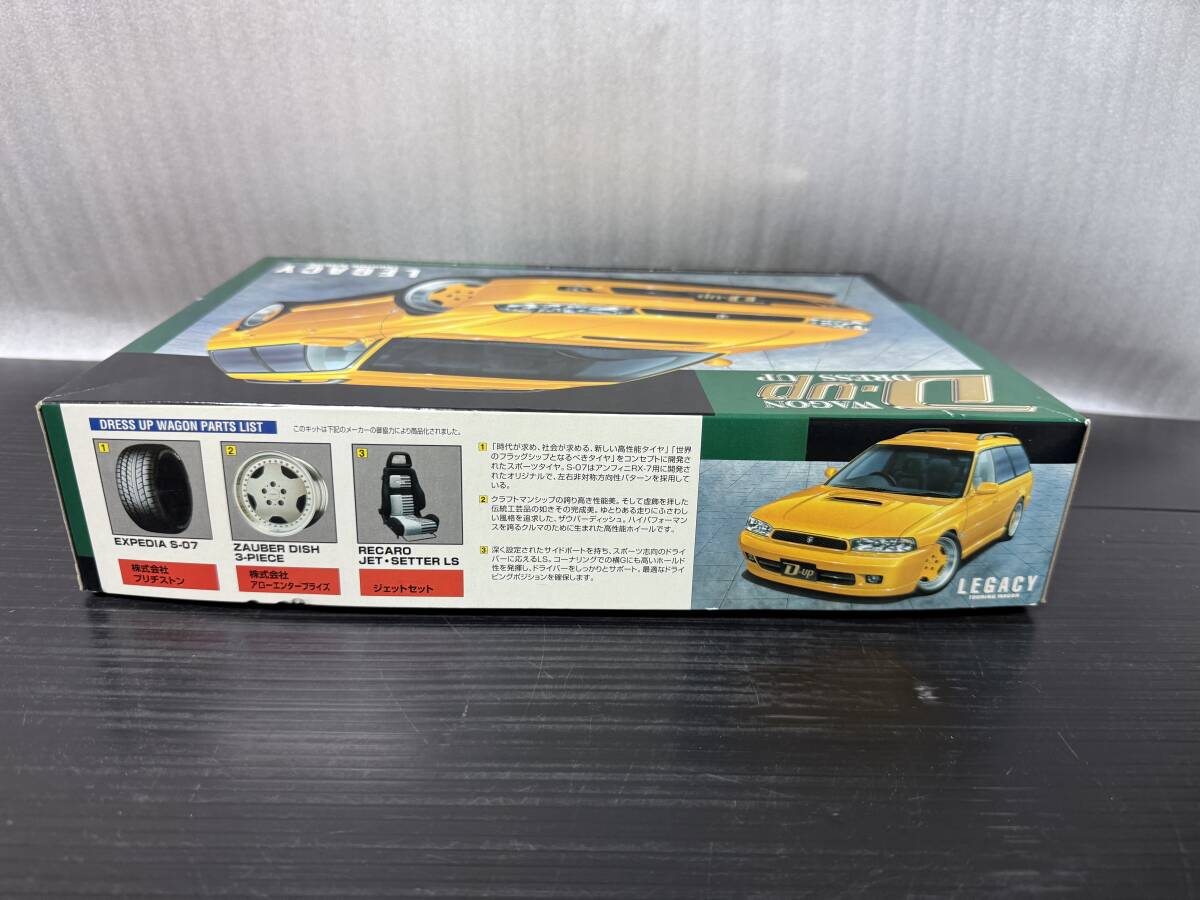 LEGACY
D-up
WAGON
DRESS UP
D-up
DRESS UP WAGON PARTS LIST
このキットは下記のメーカーの御協力により商品化されました。
1
EXPEDIA S-07
株式会社
ブリヂストン
2
ZAUBER DISH
3-PIECE
株式会社
アローエンタープライズ
3
RECARO
JET・SETTER LS
ジェットセット
1 「時代が求め、社会が求める、新しい高性能タイヤ」「世界
のフラッグシップとなるべきタイヤ」をコンセプトに開発さ
れたスポーツタイヤ。S-07はアンフィニRX-7用に開発さ
れたオリジナルで、左右非対称方向性パターンを採用して
いる。
2 クラフトマンシップの誇り高き性能美。そして虚飾を拝した
伝統工芸品の如きその完成美。ゆとりある走りにふさわし
い風格を追求した、ザウバーディッシュ。ハイパフォーマン
スを誇るクルマのために生まれた高性能ホイールです。
3 深く設定されたサイドポートを持ち、スポーツ志向のドライ
バーに応えるLS。コーナリングでの横Gにも高いホールド
性を発揮し、ドライバーをしっかりとサポート。最適なドライ
ビングポジションを確保します。
D-up
LEGACY
TOURING WAGON